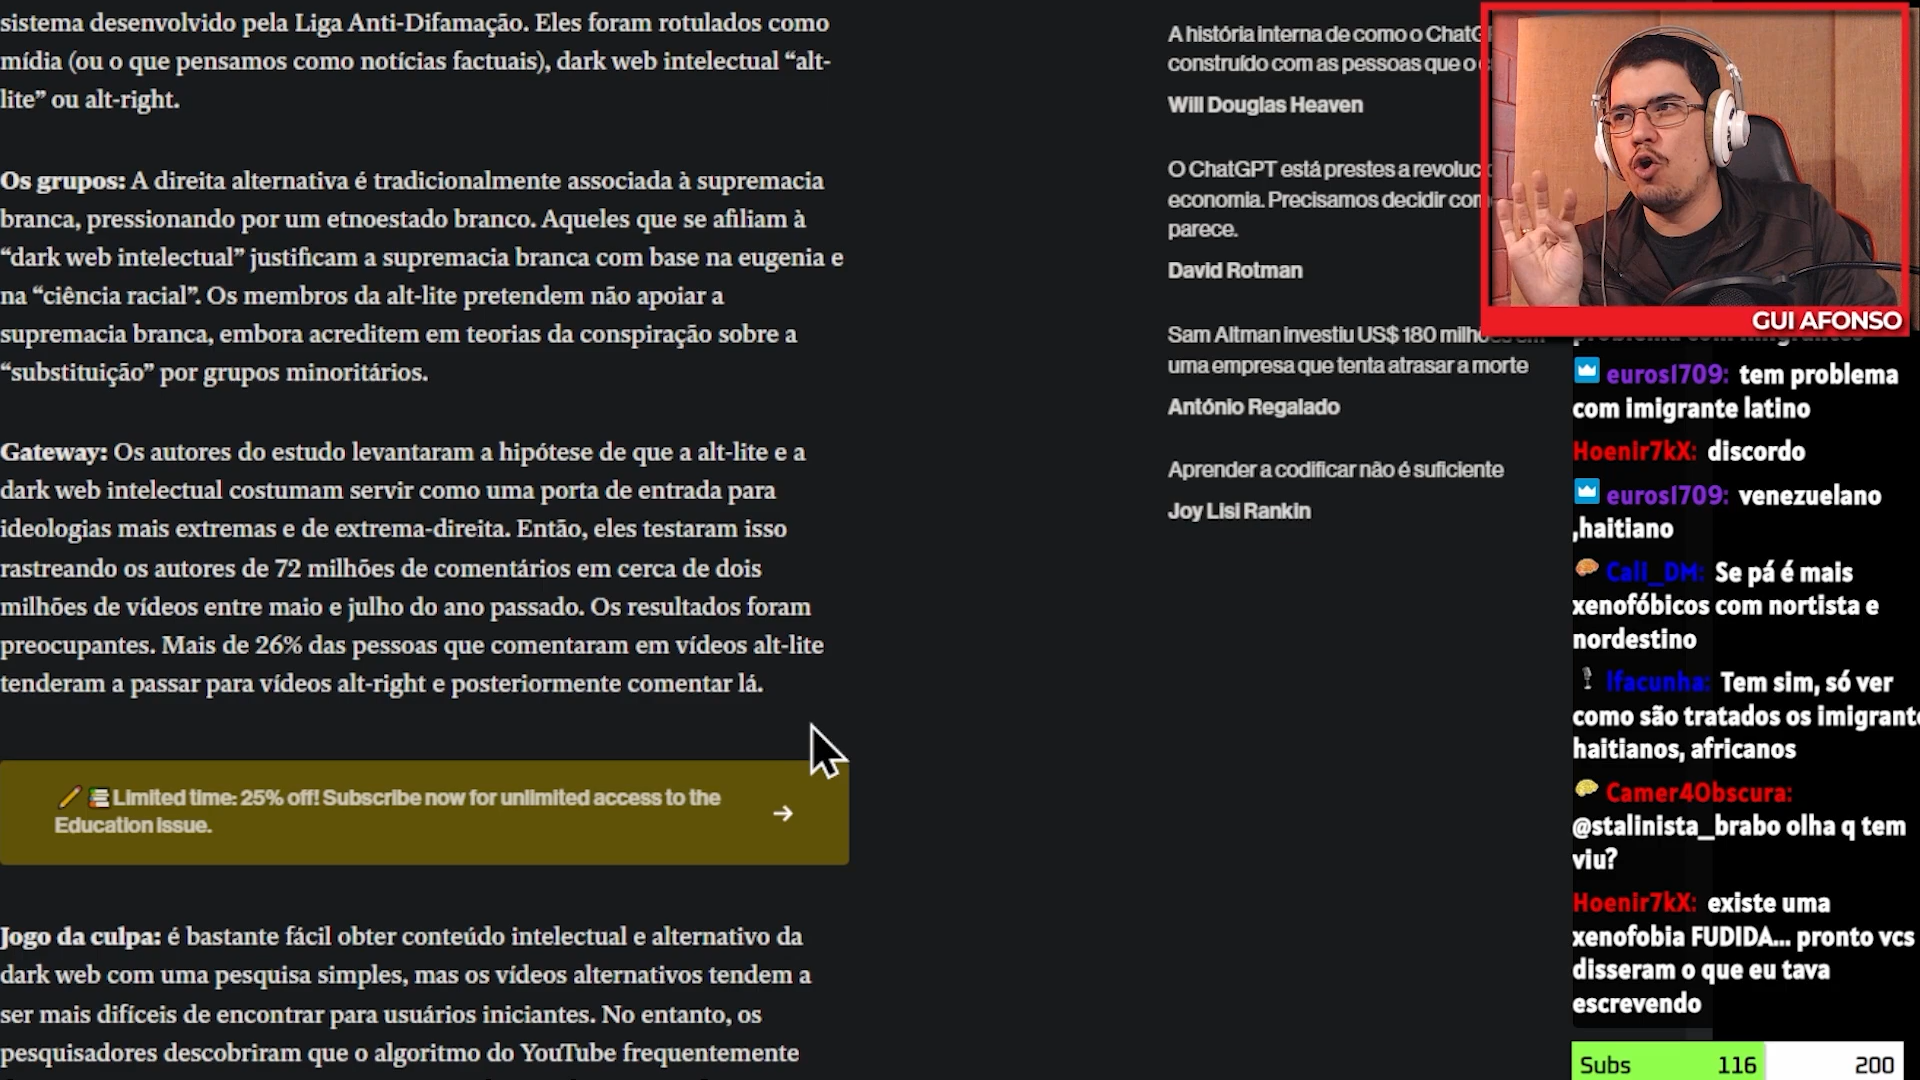 sistema desenvolvido pela Liga Anti-Difamação. Eles foram rotulados como
mídia (ou o que pensamos como notícias factuais), dark web intelectual “alt-
lite” ou alt-right.
Os grupos: A direita alternativa é tradicionalmente associada à supremacia
branca, pressionando por um etnoestado branco. Aqueles que se afiliam à
“dark web intelectual” justificam a supremacia branca com base na eugenia e
na “ciência racial”. Os membros da alt-lite pretendem não apoiar a
supremacia branca, embora acreditem em teorias da conspiração sobre a
“substituição” por grupos minoritários.
Gateway: Os autores do estudo levantaram a hipótese de que a alt-lite e a
dark web intelectual costumam servir como uma porta de entrada para
ideologias mais extremas e de extrema-direita. Então, eles testaram isso
rastreando os autores de 72 milhões de comentários em cerca de dois
milhões de vídeos entre maio e julho do ano passado. Os resultados foram
preocupantes. Mais de 26% das pessoas que comentaram em vídeos alt-lite
tenderam a passar para vídeos alt-right e posteriormente comentar lá.
Limited time: 25% off! Subscribe now for unlimited access to the
Education issue.
Jogo da culpa: é bastante fácil obter conteúdo intelectual e alternativo da
dark web com uma pesquisa simples, mas os vídeos alternativos tendem a
ser mais difíceis de encontrar para usuários iniciantes. No entanto, os
pesquisadores descobriram que o algoritmo do YouTube frequentemente
A história interna de como o
construído com as pessoas que o
Will Douglas Heaven
O ChatGPT está prestes a
economia. Precisamos decidir
parece.
David Rotman
Sam Altman investiu US$ 180
uma empresa que tenta atrasar a morte
António Regalado
Aprender a codificar não é suficiente
Joy Lisi Rankin
GUI AFONSO
euros1709: tem problema
com imigrante latino
Hoenir7kX: discordo
euros1709: venezuelano
,haitiano
Call_DM: Se pá é mais
xenofóbicos com nortista e
nordestino
lfacunha: Tem sim, só ver
como são tratados os
haitianos, africanos
Camer4Obscura:
@stalinista_brabo olha q tem
viu?
Hoenir7kX: existe uma
xenofobia FUDIDA... pronto vcs
disseram o que eu tava
escrevendo
Subs 116 200